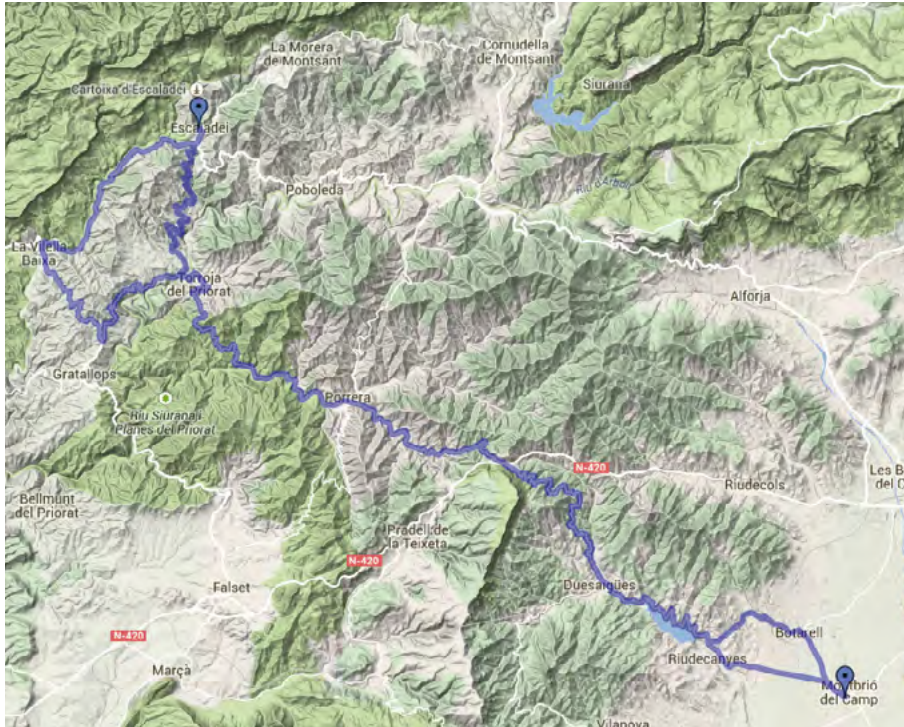 La Morera
de Montsant
Cornudella
de Montsant
Siurana
Cartoixa d'Escaladei
Escaladei
Poboleda
Riu d'Arbolí
La Vilella
Baixa
Torroja
del Priorat
Alforja
Gratallops
Porrera
Riu Siurana i
Planes del Priorat
N-420
Les B
del C
Riudecols
Bellmunt
del Priorat
Pradell de
la Teixeta
N-420
Falset
Duesaigües
N-420
Botarell
Riudecanyes
Marçà
Montbrió
del Camp
Vilanova